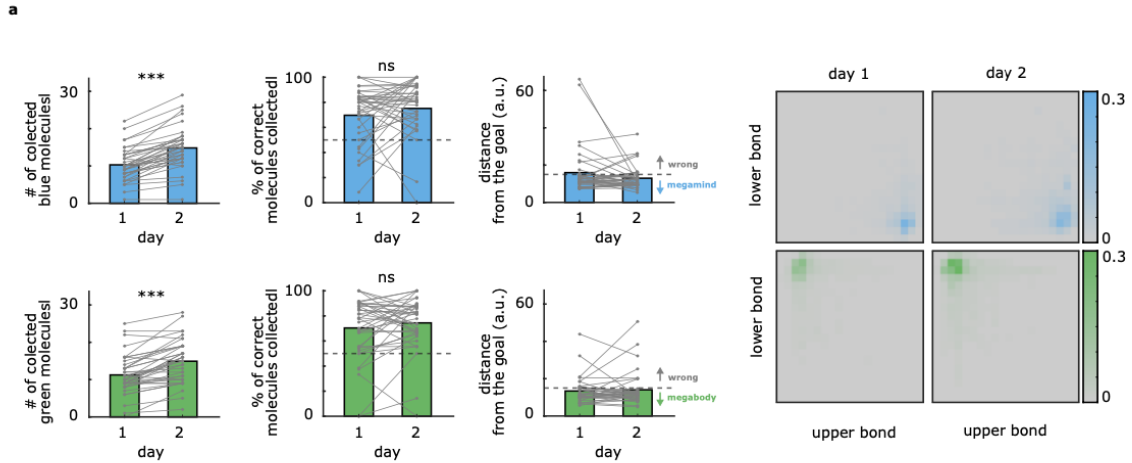 a
# of colected
blue moleculesl
30
0
***
1 2
day
% of correct
molecules collectedl
100
0
ns
1 2
day
distance
from the goal (a.u.)
60
0
wrong
megamind
1 2
day
day 1 day 2
lower bond
0.3
0
# of colected
green moleculesl
30
0
***
1 2
day
% of correct
molecules collectedl
100
0
ns
1 2
day
distance
from the goal (a.u.)
60
0
wrong
megabody
1 2
day
lower bond
0.3
0
upper bond upper bond